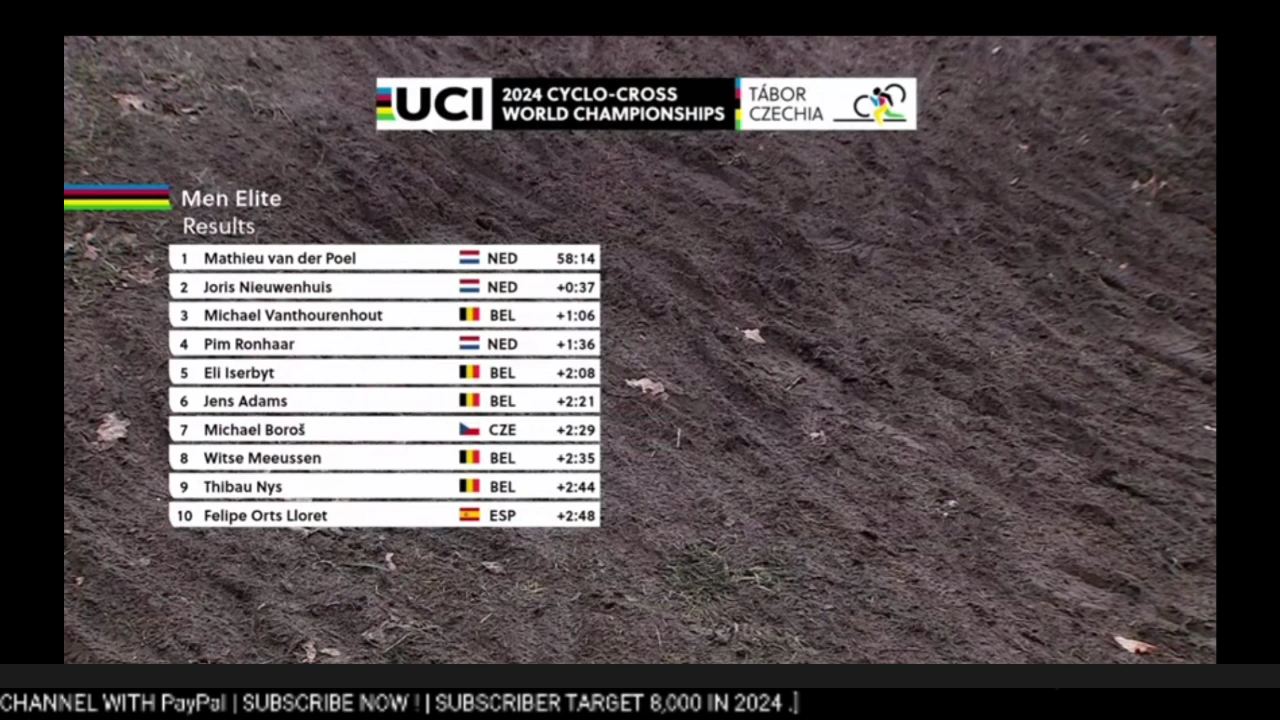 UCI
2024 CYCLO-CROSS
WORLD CHAMPIONSHIPS
TÁBOR
CZECHIA
Men Elite
Results
1 Mathieu van der Poel NED 58:14
2 Joris Nieuwenhuis NED +0:37
3 Michael Vanthourenhout BEL +1:06
4 Pim Ronhaar NED +1:36
5 Eli Iserbyt BEL +2:08
6 Jens Adams BEL +2:21
7 Michael Boroš CZE +2:29
8 Witse Meeussen BEL +2:35
9 Thibau Nys BEL +2:44
10 Felipe Orts Lloret ESP +2:48
CHANNEL WITH PayPal | SUBSCRIBE NOW ! | SUBSCRIBER TARGET 8,000 IN 2024 .]